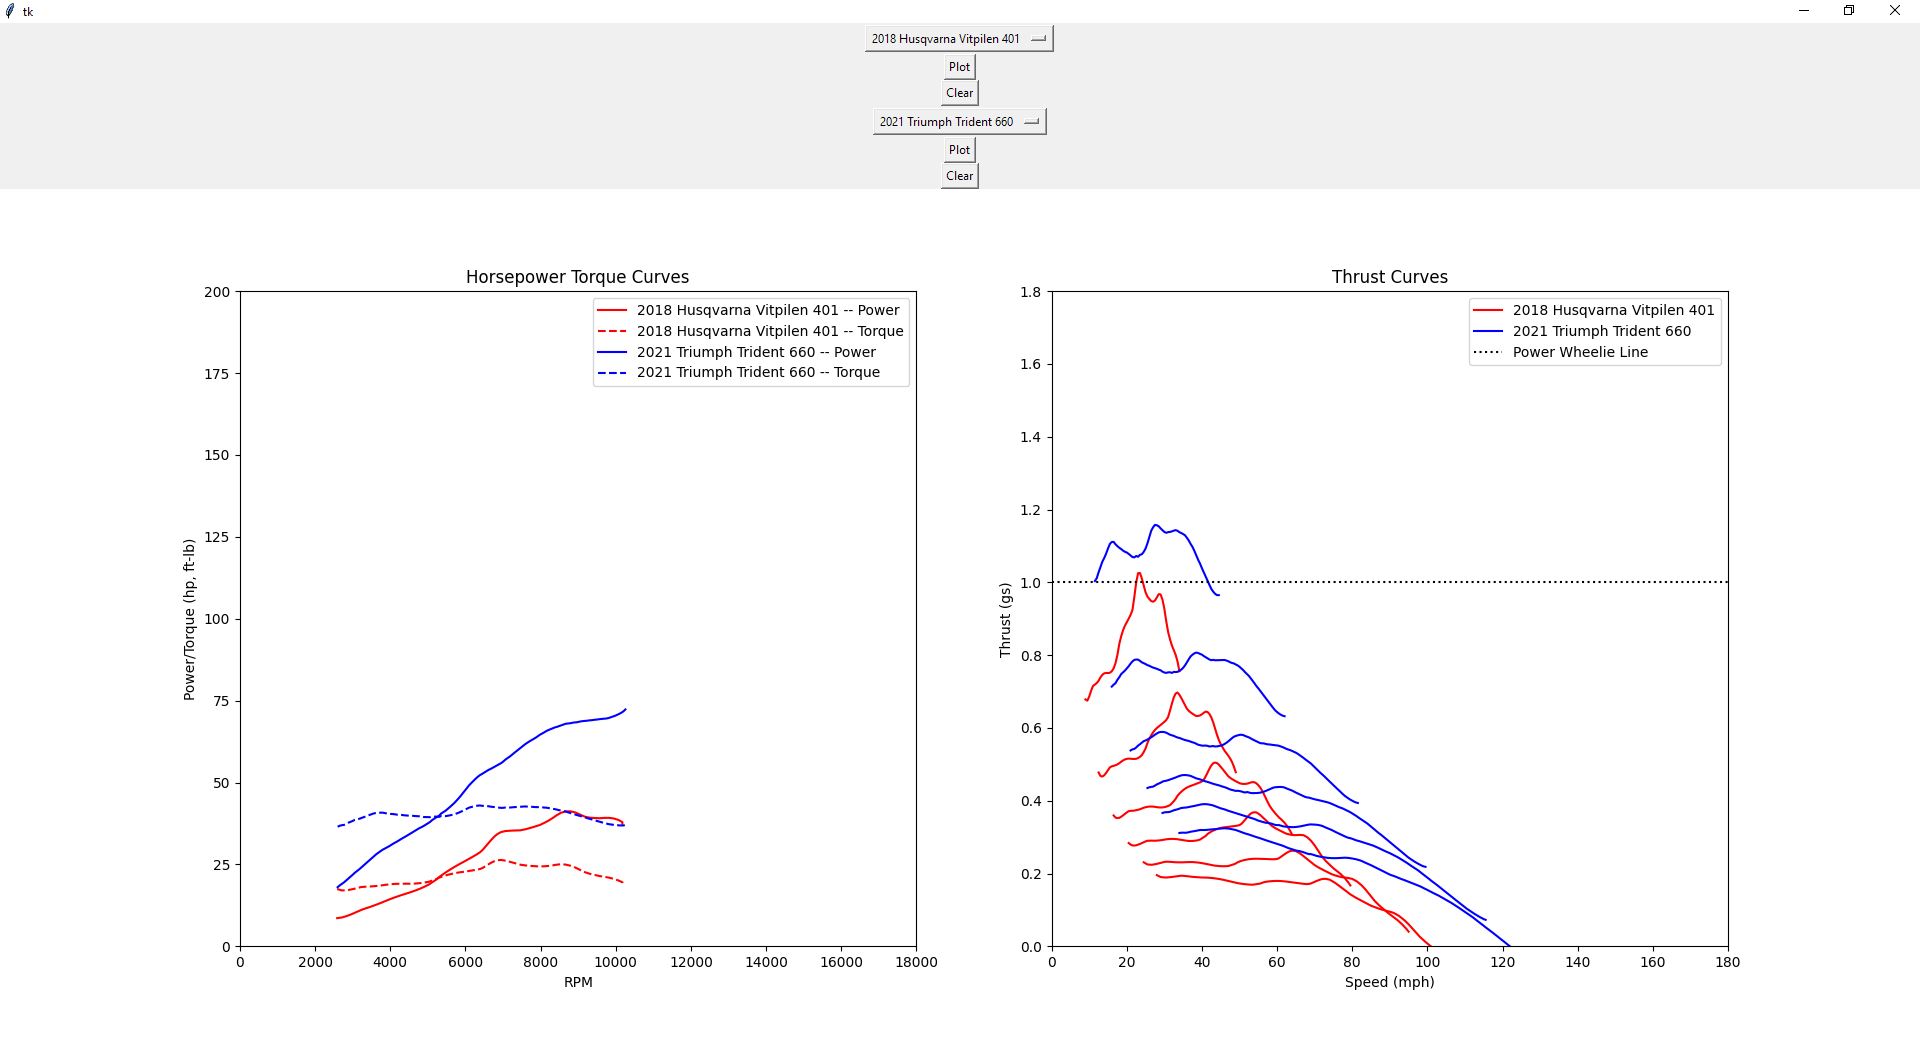 tk
2018 Husqvarna Vitpilen 401
Plot
Clear
2021 Triumph Trident 660
Plot
Clear
Horsepower Torque Curves
200
175
150
125
100
75
50
25
0
Power/Torque (hp, ft-lb)
2018 Husqvarna Vitpilen 401 -- Power
2018 Husqvarna Vitpilen 401 -- Torque
2021 Triumph Trident 660 -- Power
2021 Triumph Trident 660 -- Torque
0 2000 4000 6000 8000 10000 12000 14000 16000 18000
RPM
Thrust Curves
1.8
1.6
1.4
1.2
1.0
0.8
0.6
0.4
0.2
0.0
Thrust (gs)
2018 Husqvarna Vitpilen 401
2021 Triumph Trident 660
Power Wheelie Line
0 20 40 60 80 100 120 140 160 180
Speed (mph)